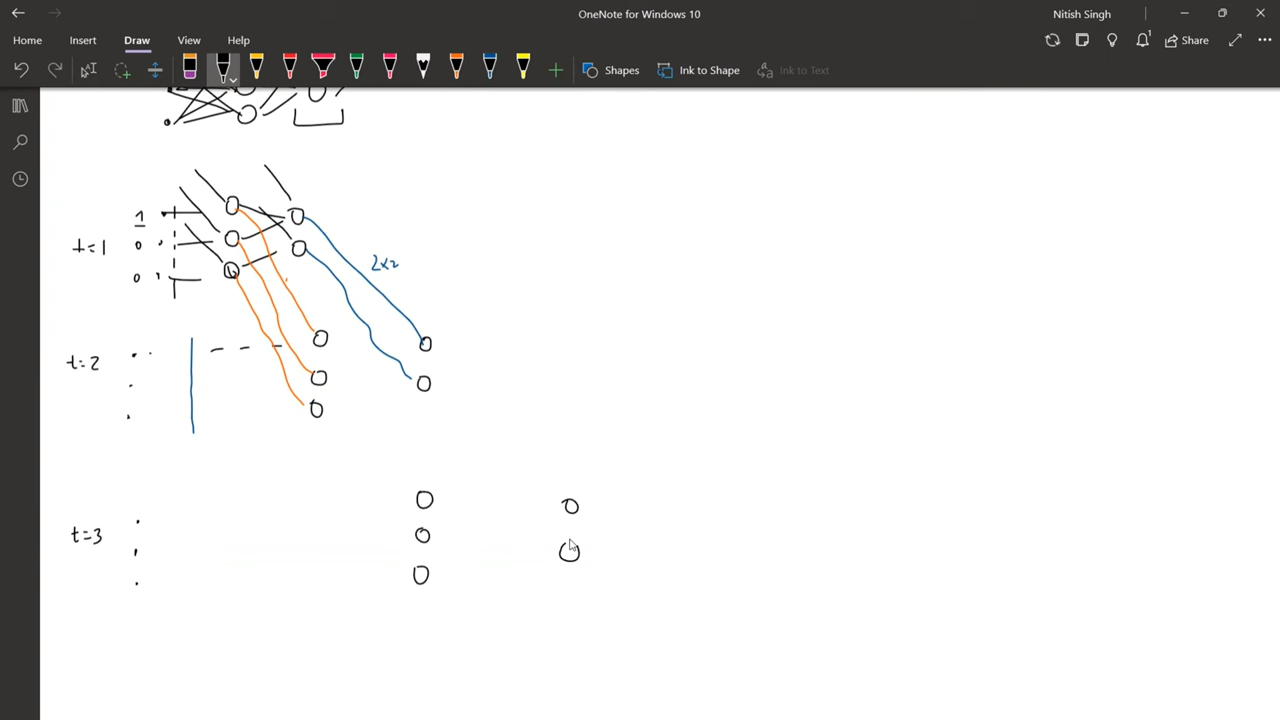 OneNote for Windows 10
Nitish Singh
Home
Insert
Draw
View
Help
1
Share
Shapes
Ink to Shape
Ink to Text
1
t=1
0
0
2x2
t=2
t=3